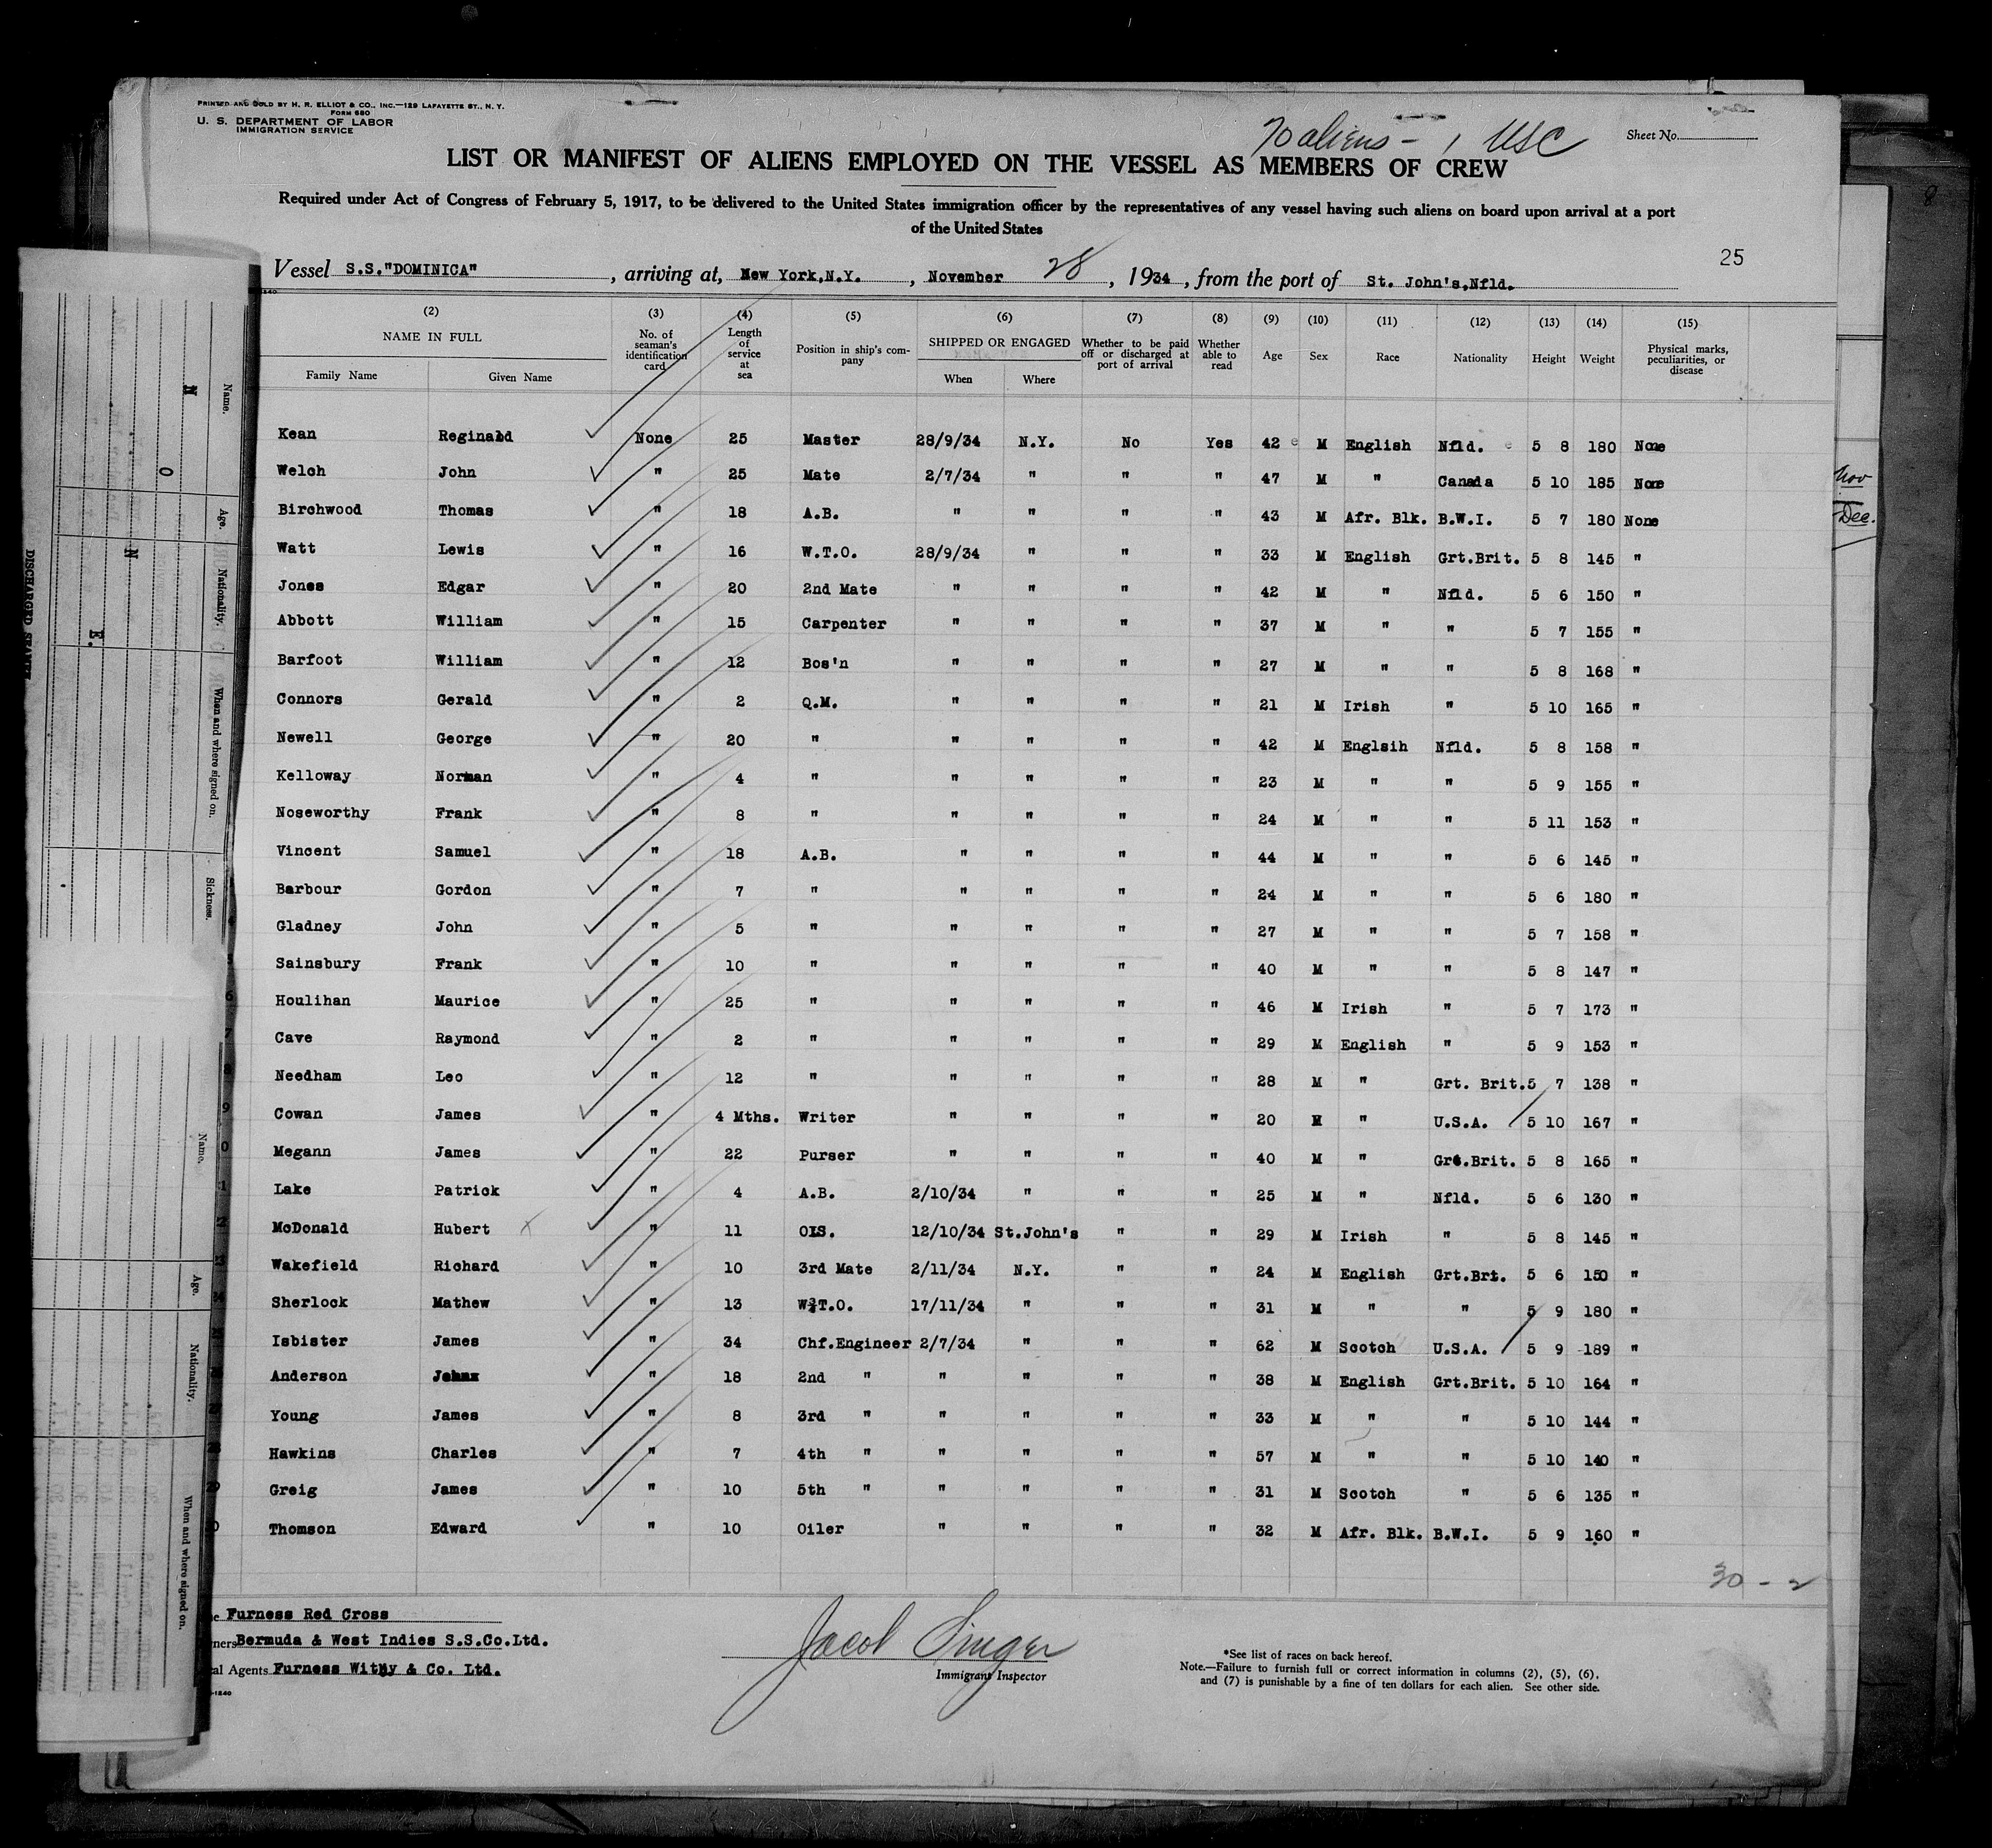 PRINTED AND SOLD BY H. R. ELLIOT & CO., INC.—129 LAFAYETTE ST., N. Y.
FORM 680
U. S. DEPARTMENT OF LABOR
IMMIGRATION SERVICE
70 aliens - 1 USC
Sheet No.
LIST OR MANIFEST OF ALIENS EMPLOYED ON THE VESSEL AS MEMBERS OF CREW
Required under Act of Congress of February 5, 1917, to be delivered to the United States immigration officer by the representatives of any vessel having such aliens on board upon arrival at a port
of the United States
25
Vessel S.S."DOMINICA", arriving at, New York,N.Y., November 28, 1934, from the port of St. John's,Nfld.
(2) (3) (4) (5) (6) (7) (8) (9) (10) (11) (12) (13) (14) (15)
NAME IN FULL No. of seaman's identification card Length of service at sea Position in ship's company SHIPPED OR ENGAGED Whether to be paid off or discharged at port of arrival Whether able to read Age Sex Race Nationality Height Weight Physical marks, peculiarities, or disease
Family Name Given Name When Where
Kean Reginald None 25 Master 28/9/34 N.Y. No Yes 42 M English Nfld. 5 8 180 None
Welch John " 25 Mate 2/7/34 " " " 47 M " Canada 5 10 185 None
Birchwood Thomas " 18 A.B. " " " " 43 M Afr. Blk. B.W.I. 5 7 180 None
Watt Lewis " 16 W.T.O. 28/9/34 " " " 33 M English Grt.Brit. 5 8 145 "
Jones Edgar " 20 2nd Mate " " " " 42 M " Nfld. 5 6 150 "
Abbott William " 15 Carpenter " " " " 37 M " " 5 7 155 "
Barfoot William " 12 Bos'n " " " " 27 M " " 5 8 168 "
Connors Gerald " 2 Q.M. " " " " 21 M Irish " 5 10 165 "
Newell George " 20 " " " " " 42 M Englsih Nfld. 5 8 158 "
Kelloway Norman " 4 " " " " " 23 M " " 5 9 155 "
Noseworthy Frank " 8 " " " " " 24 M " " 5 11 153 "
Vincent Samuel " 18 A.B. " " " " 44 M " " 5 6 145 "
Barbour Gordon " 7 " " " " " 24 M " " 5 6 180 "
Gladney John " 5 " " " " " 27 M " " 5 7 158 "
Sainsbury Frank " 10 " " " " " 40 M " " 5 8 147 "
Houlihan Maurice " 25 " " " " " 46 M Irish " 5 7 173 "
Cave Raymond " 2 " " " " " 29 M English " 5 9 153 "
Needham Leo " 12 " " " " " 28 M " Grt. Brit. 5 7 138 "
Cowan James " 4 Mths. Writer " " " " 20 M " U.S.A. 5 10 167 "
Megann James " 22 Purser " " " " 40 M " Grt.Brit. 5 8 165 "
Lake Patrick " 4 A.B. 2/10/34 " " " 25 M " Nfld. 5 6 130 "
McDonald Hubert x " 11 O.S. 12/10/34 St.John's " " 29 M Irish " 5 8 145 "
Wakefield Richard " 10 3rd Mate 2/11/34 N.Y. " " 24 M English Grt.Brt. 5 6 150 "
Sherlock Mathew " 13 W.T.O. 17/11/34 " " " 31 M " " 5 9 180 "
Isbister James " 34 Chf.Engineer 2/7/34 " " " 62 M Scotch U.S.A. 5 9 189 "
Anderson " 18 2nd " " " " " 38 M English Grt.Brit. 5 10 164 "
Young James " 8 3rd " " " " " 33 M " " 5 10 144 "
Hawkins Charles " 7 4th " " " " " 57 M " " 5 10 140 "
Greig James " 10 5th " " " " " 31 M Scotch " 5 6 135 "
Thomson Edward " 10 Oiler " " " " 32 M Afr. Blk. B.W.I. 5 9 160 "
30 - 2
Furness Red Cross
Bermuda & West Indies S.S.Co.Ltd.
Agents Furness Withy & Co. Ltd.
Jacob Singer
Immigrant Inspector
*See list of races on back hereof.
Note.—Failure to furnish full or correct information in columns (2), (5), (6),
and (7) is punishable by a fine of ten dollars for each alien. See other side.
Nov
Dec.
8
Name.
Age.
Nationality.
When and where signed on.
Sickness.
N
O
N
E.
Name.
Age.
Nationality.
When and where signed on.